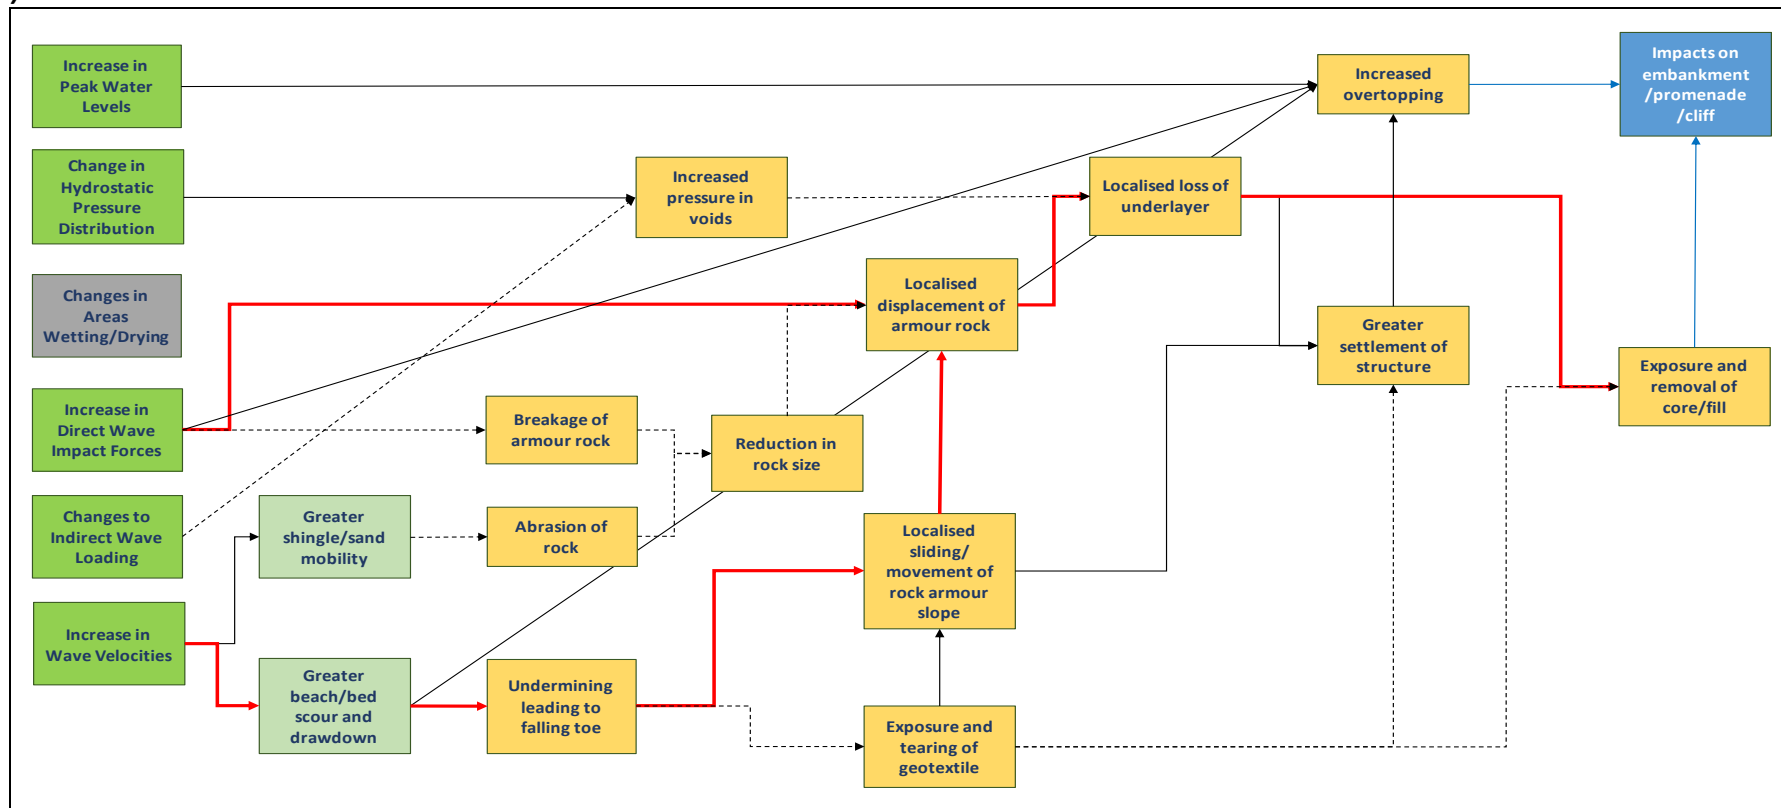 Increase in
Peak Water
Levels
Increased
overtopping
Impacts on
embankment
/promenade
/cliff
Change in
Hydrostatic
Pressure
Distribution
Increased
pressure in
voids
Localised loss of
underlayer
Changes in
Areas
Wetting/Drying
Localised
displacement of
armour rock
Greater
settlement of
structure
Exposure and
removal of
core/fill
Increase in
Direct Wave
Impact Forces
Breakage of
armour rock
Reduction in
rock size
Changes to
Indirect Wave
Loading
Greater
shingle/sand
mobility
Abrasion of
rock
Localised
sliding/
movement of
rock armour
slope
Increase in
Wave Velocities
Greater
beach/bed
scour and
drawdown
Undermining
leading to
falling toe
Exposure and
tearing of
geotextile